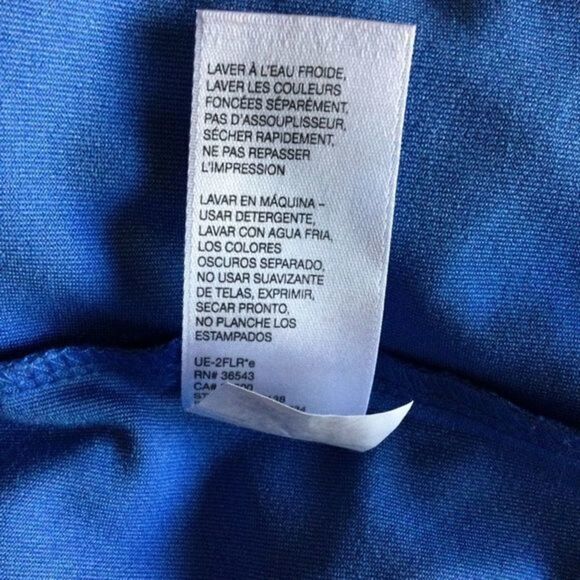 LAVER À L'EAU FROIDE,
LAVER LES COULEURS
FONCÉES SÉPARÉMENT,
PAS D'ASSOUPLISSEUR,
SÉCHER RAPIDEMENT,
NE PAS REPASSER
L'IMPRESSION
LAVAR EN MÁQUINA –
USAR DETERGENTE,
LAVAR CON AGUA FRIA,
LOS COLORES
OSCUROS SEPARADO,
NO USAR SUAVIZANTE
DE TELAS, EXPRIMIR,
SECAR PRONTO,
NO PLANCHE LOS
ESTAMPADOS
UE-2FLR*e
RN# 36543
CA#